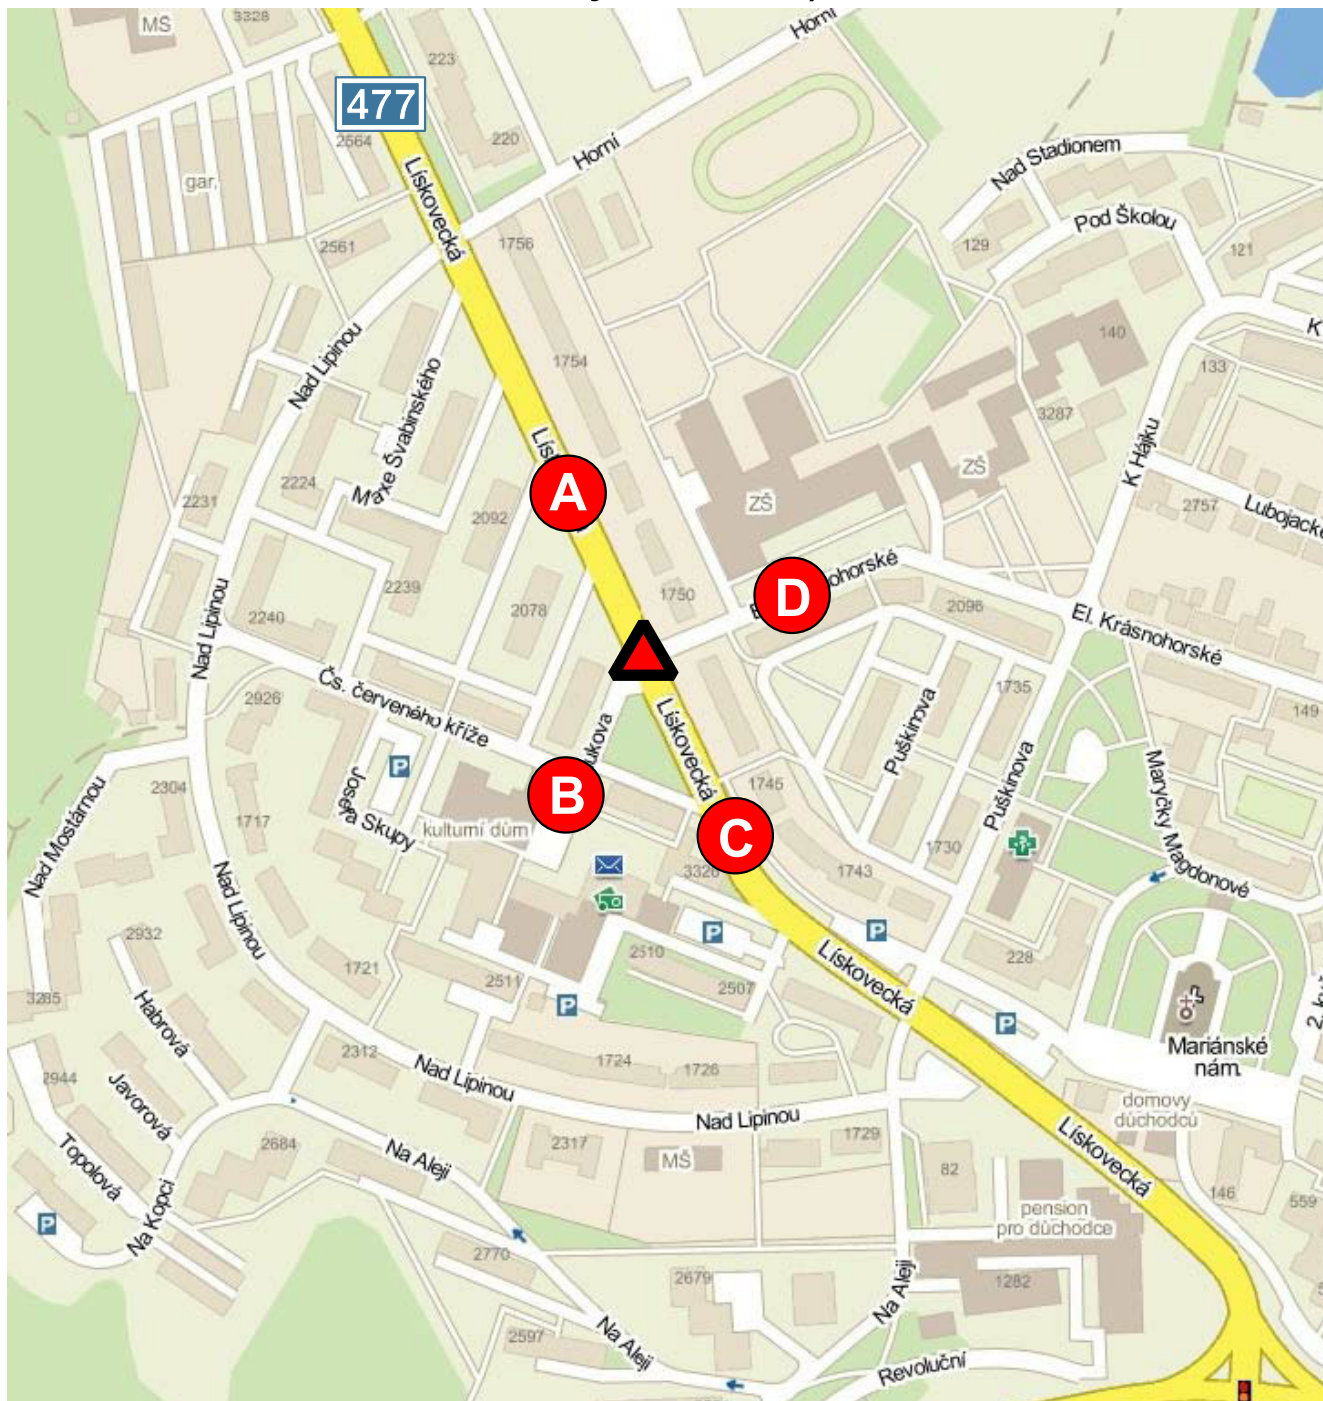 MŠ
3328
223
Horní
477
2564
220
Horní
gar.
Lískovecká
Nad Stadionem
Pod Školou
129
121
2561
1756
140
K
Nad Lipinou
1754
133
Maxe Švabinského
3287
K Hájku
A
ZŠ
ZŠ
2224
2231
2092
2757
Lubojacké
2239
1750
D
ohorské
2096
2078
2240
Nad Lipinou
El. Krásnohorské
Čs. červeného kříže
2926
1735
149
Lískovecká
Puškinova
Puškinova
P
B
ukova
1745
Maryčky Magdonové
2304
Josefa Skupy
1717
kulturní dům
C
Nad Mostárnou
3326
1743
1730
Nad Lipinou
2932
P
P
1721
2510
2511
2507
Lískovecká
228
3285
P
P
Habrová
2312
1724
1726
Mariánské
nám.
2944
Javorová
Nad Lipinou
Nad Lipinou
domovy
důchodců
2684
2317
MŠ
1729
Lískovecká
Topolová
Na Aleji
82
146
559
P
Na Kopci
pension
pro důchodce
2770
2679
1282
Na Aleji
2597
Na Aleji
Revoluční